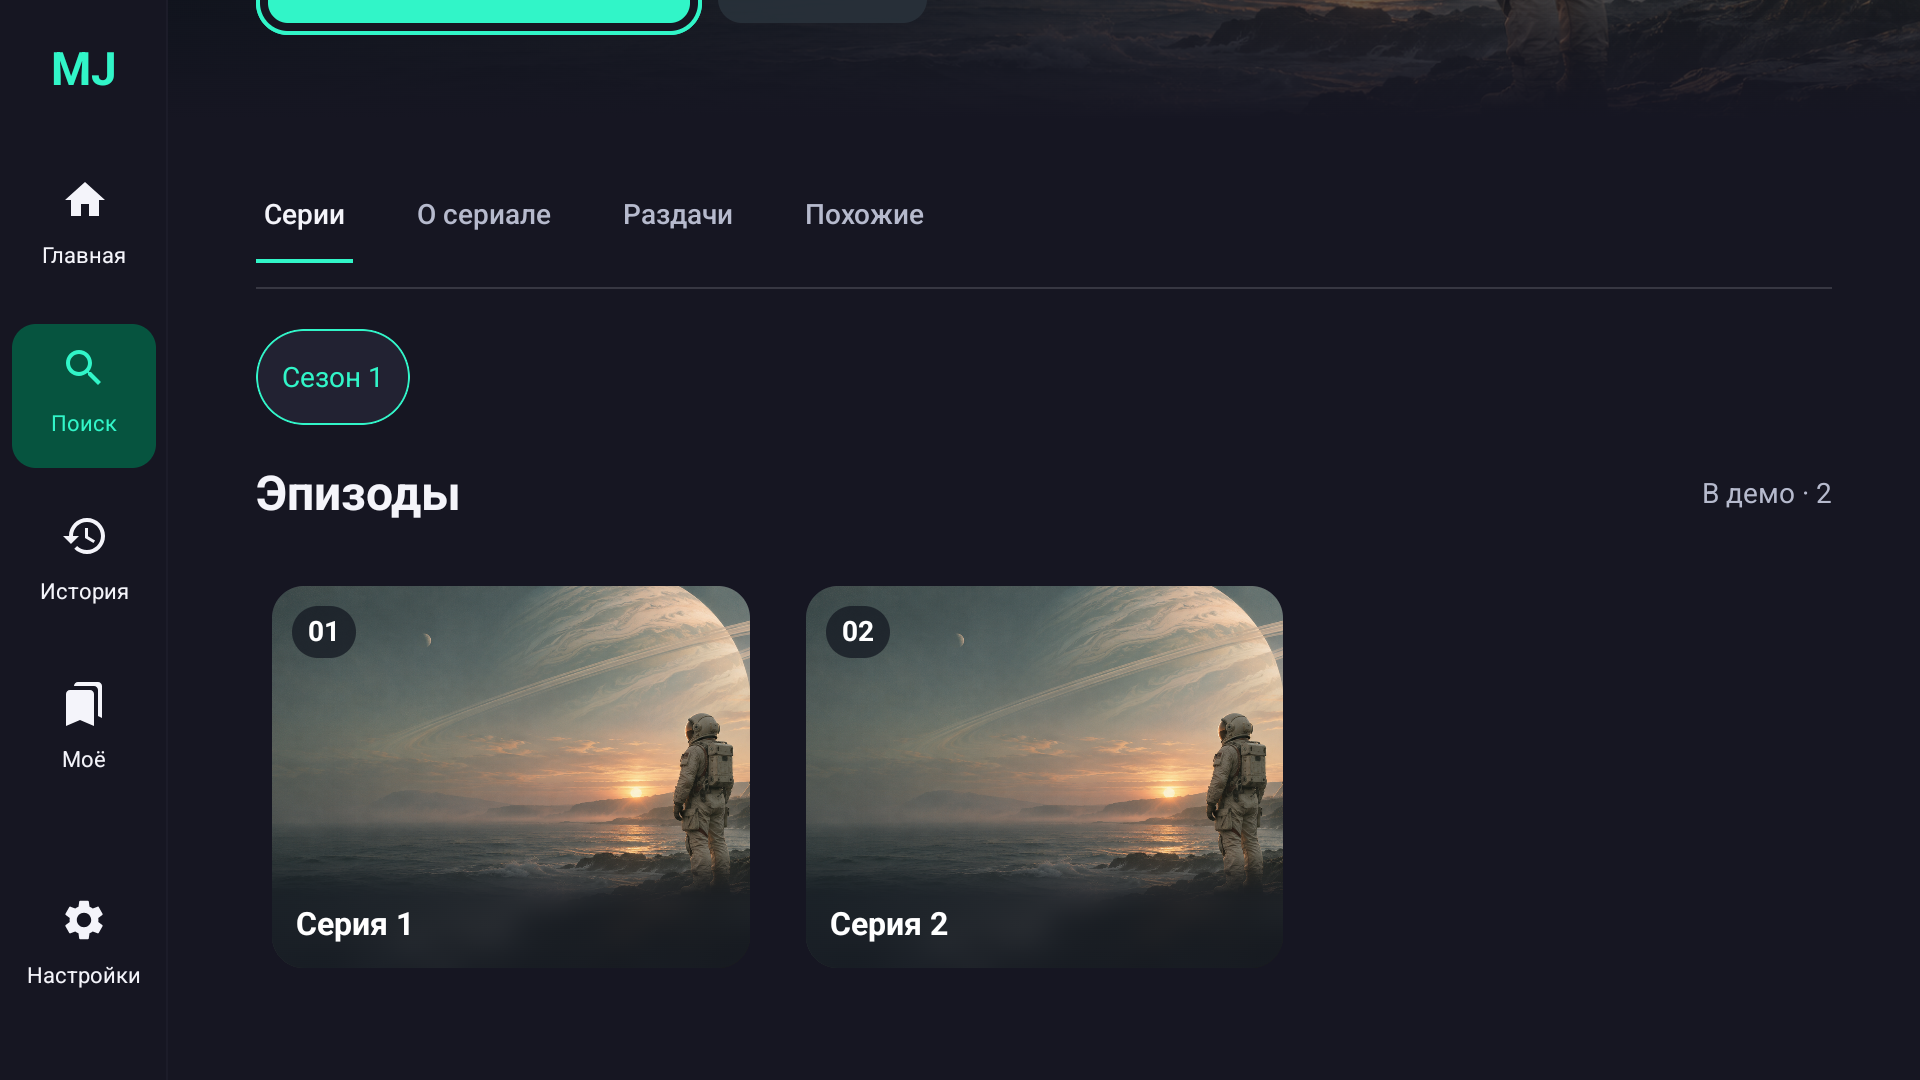 MJ
Главная
Поиск
История
Моё
Настройки
Серии
О сериале
Раздачи
Похожие
Сезон 1
Эпизоды
В демо · 2
01
Серия 1
02
Серия 2